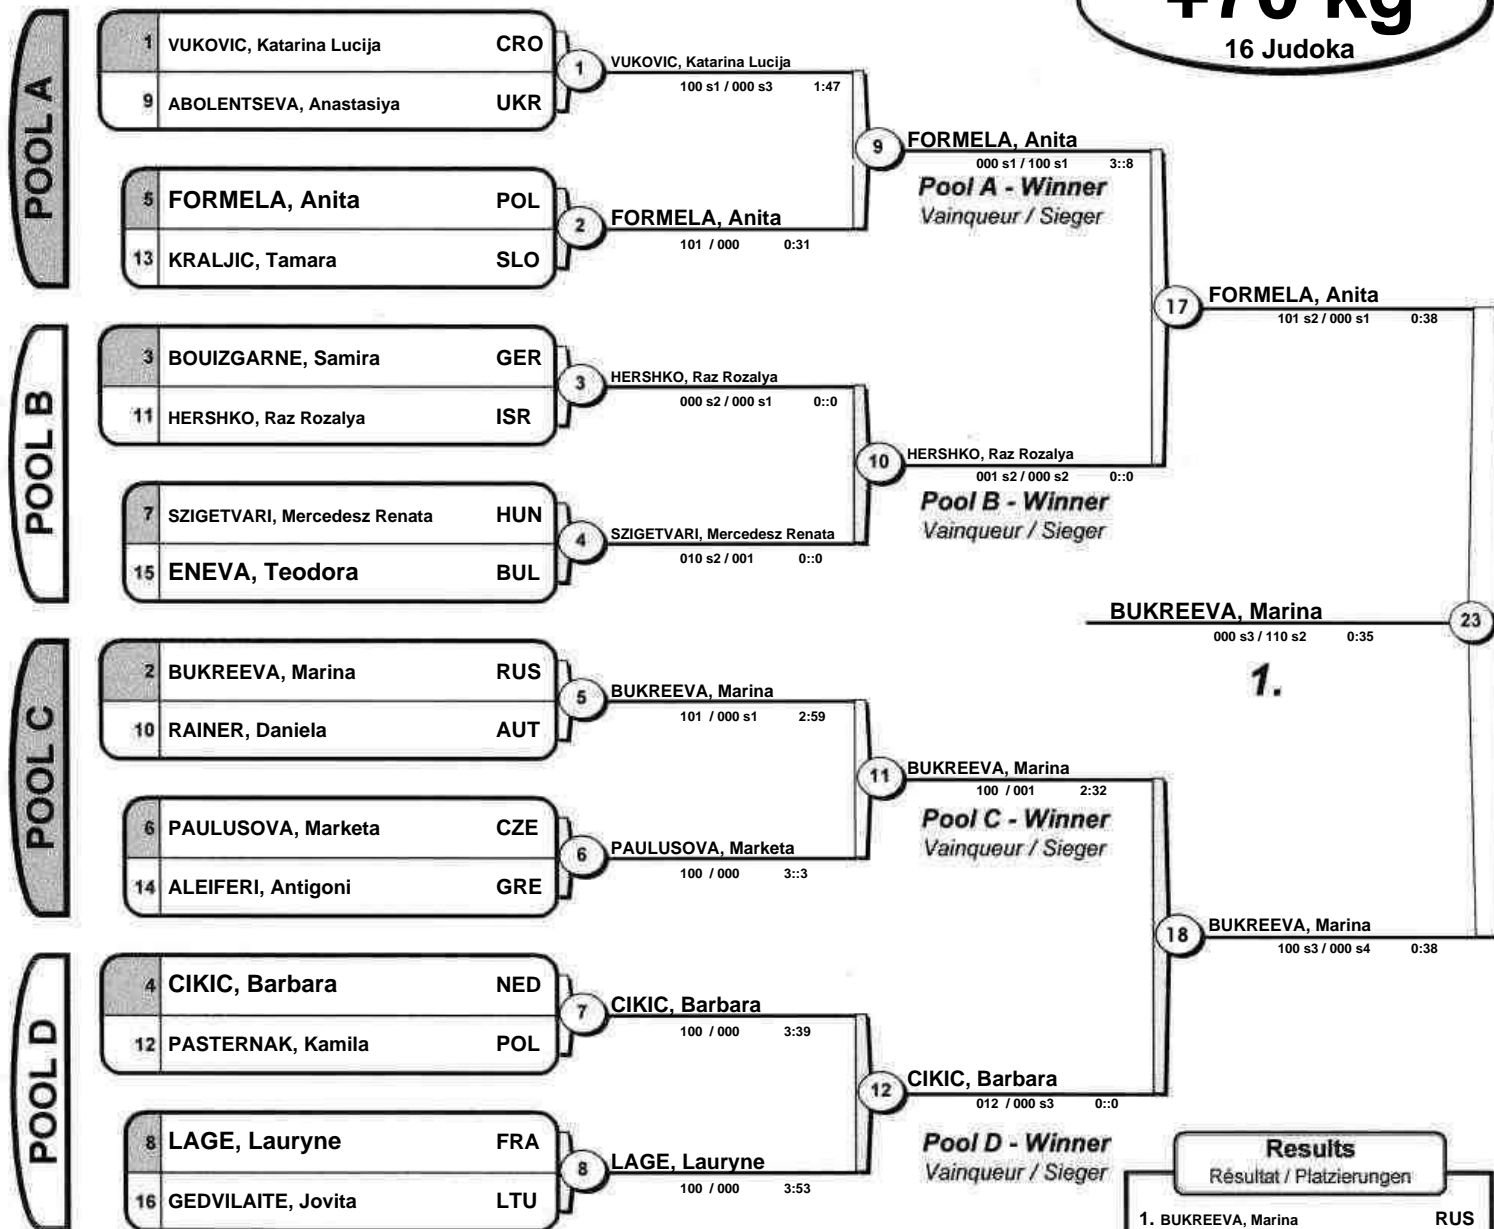 +70 kg
16 Judoka
POOL A
1 VUKOVIC, Katarina Lucija CRO
9 ABOLENTSEVA, Anastasiya UKR
1
VUKOVIC, Katarina Lucija
100 s1 / 000 s3 1:47
5 FORMELA, Anita POL
13 KRALJIC, Tamara SLO
2
FORMELA, Anita
101 / 000 0:31
9
FORMELA, Anita
000 s1 / 100 s1 3::8
Pool A - Winner
Vainqueur / Sieger
POOL B
3 BOUIZGARNE, Samira GER
11 HERSHKO, Raz Rozalya ISR
3
HERSHKO, Raz Rozalya
000 s2 / 000 s1 0::0
7 SZIGETVARI, Mercedesz Renata HUN
15 ENEVA, Teodora BUL
4
SZIGETVARI, Mercedesz Renata
010 s2 / 001 0::0
10
HERSHKO, Raz Rozalya
001 s2 / 000 s2 0::0
Pool B - Winner
Vainqueur / Sieger
17
FORMELA, Anita
101 s2 / 000 s1 0:38
BUKREEVA, Marina
000 s3 / 110 s2 0:35
23
1.
POOL C
2 BUKREEVA, Marina RUS
10 RAINER, Daniela AUT
5
BUKREEVA, Marina
101 / 000 s1 2:59
6 PAULUSOVA, Marketa CZE
14 ALEIFERI, Antigoni GRE
6
PAULUSOVA, Marketa
100 / 000 3::3
11
BUKREEVA, Marina
100 / 001 2:32
Pool C - Winner
Vainqueur / Sieger
POOL D
4 CIKIC, Barbara NED
12 PASTERNAK, Kamila POL
7
CIKIC, Barbara
100 / 000 3:39
8 LAGE, Lauryne FRA
16 GEDVILAITE, Jovita LTU
8
LAGE, Lauryne
100 / 000 3:53
12
CIKIC, Barbara
012 / 000 s3 0::0
Pool D - Winner
Vainqueur / Sieger
18
BUKREEVA, Marina
100 s3 / 000 s4 0:38
Results
Résultat / Platzierungen
1. BUKREEVA, Marina RUS